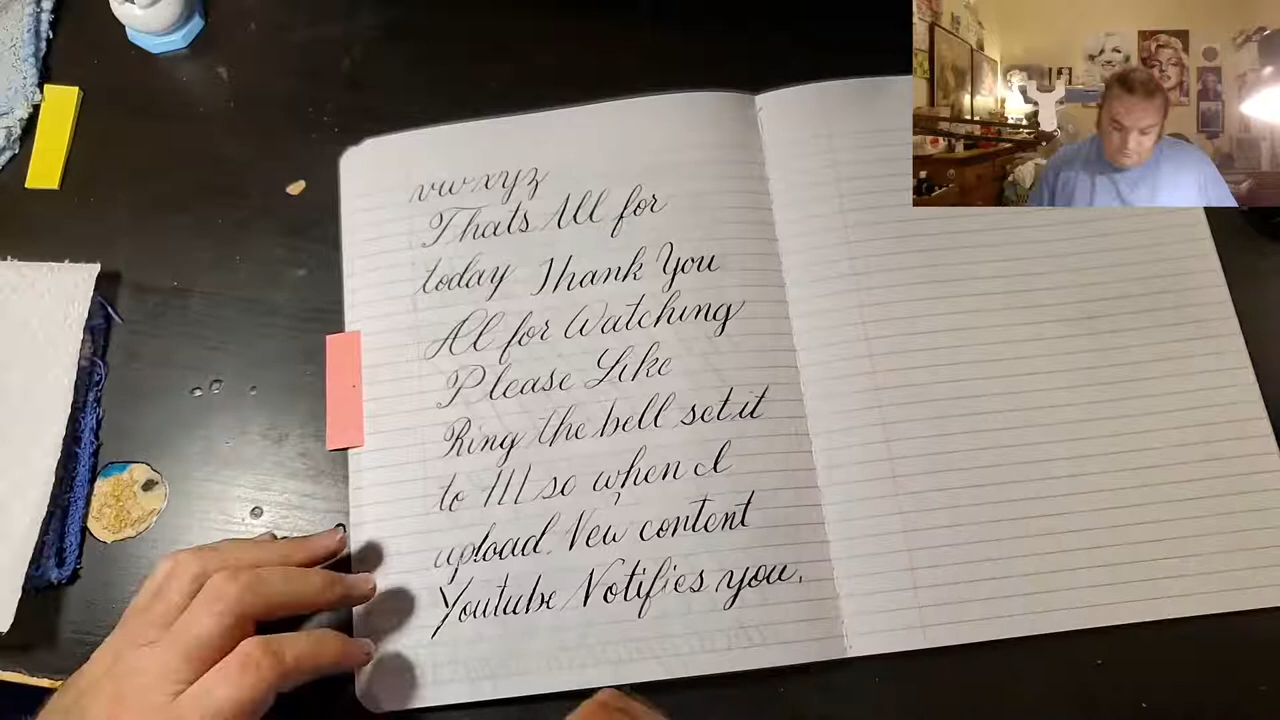 vwxyz
Thats All for
today Thank You
All for Watching
Please Like
Ring the bell set it
to All so when I
upload. New content
Youtube Notifies you.